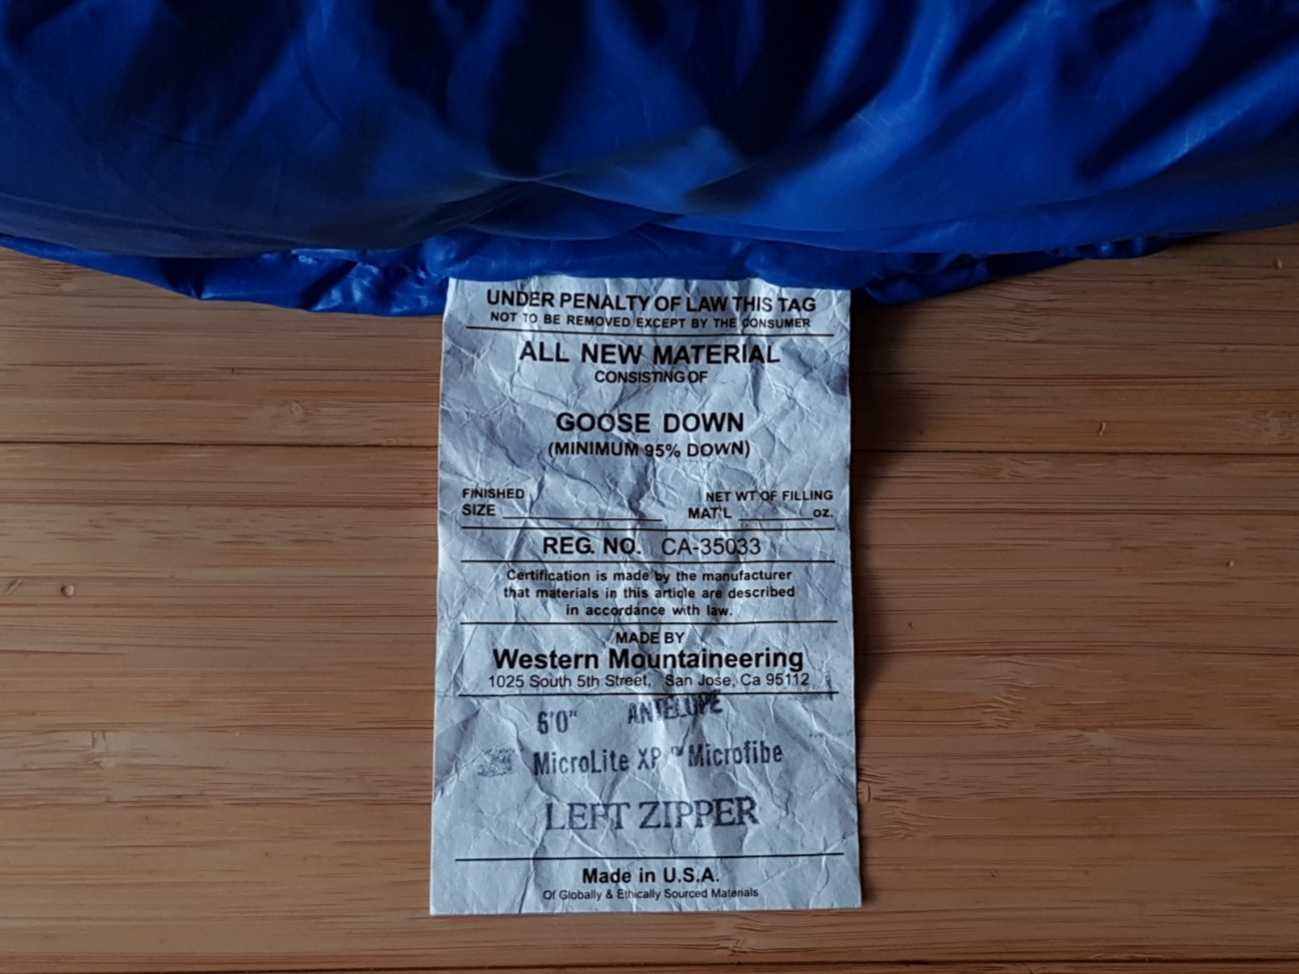 UNDER PENALTY OF LAW THIS TAG
NOT TO BE REMOVED EXCEPT BY THE CONSUMER
ALL NEW MATERIAL
CONSISTING OF
GOOSE DOWN
(MINIMUM 95% DOWN)
FINISHED SIZE
NET WT OF FILLING MAT'L oz.
REG. NO. CA-35033
Certification is made by the manufacturer
that materials in this article are described
in accordance with law.
MADE BY
Western Mountaineering
1025 South 5th Street, San Jose, Ca 95112
6'0" ANTELOPE
MicroLite XP™ Microfibe
LEFT ZIPPER
Made in U.S.A.
Of Globally & Ethically Sourced Materials